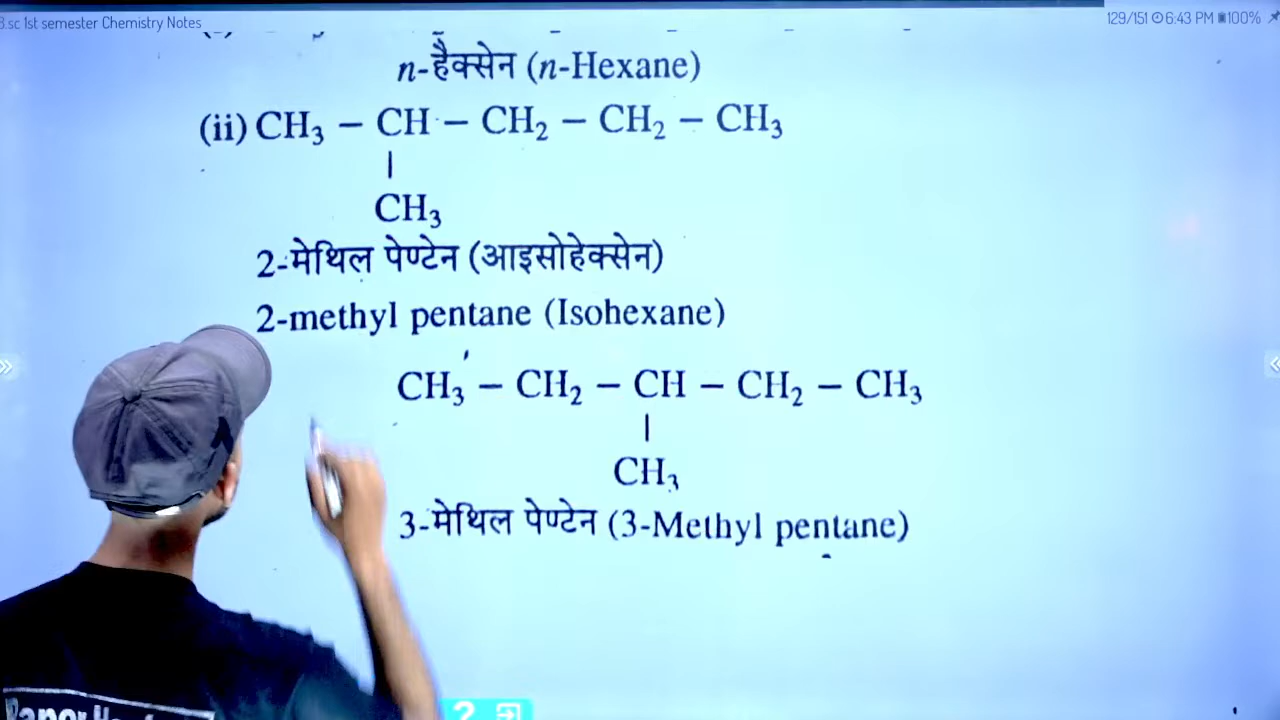 B.sc 1st semester Chemistry Notes
129/151 6:43 PM 100%
n-हैक्सेन (n-Hexane)
(ii) CH₃ – CH – CH₂ – CH₂ – CH₃
|
CH₃
2-मेथिल पेण्टेन (आइसोहेक्सेन)
2-methyl pentane (Isohexane)
CH₃ – CH₂ – CH – CH₂ – CH₃
|
CH₃
3-मेथिल पेण्टेन (3-Methyl pentane)
?